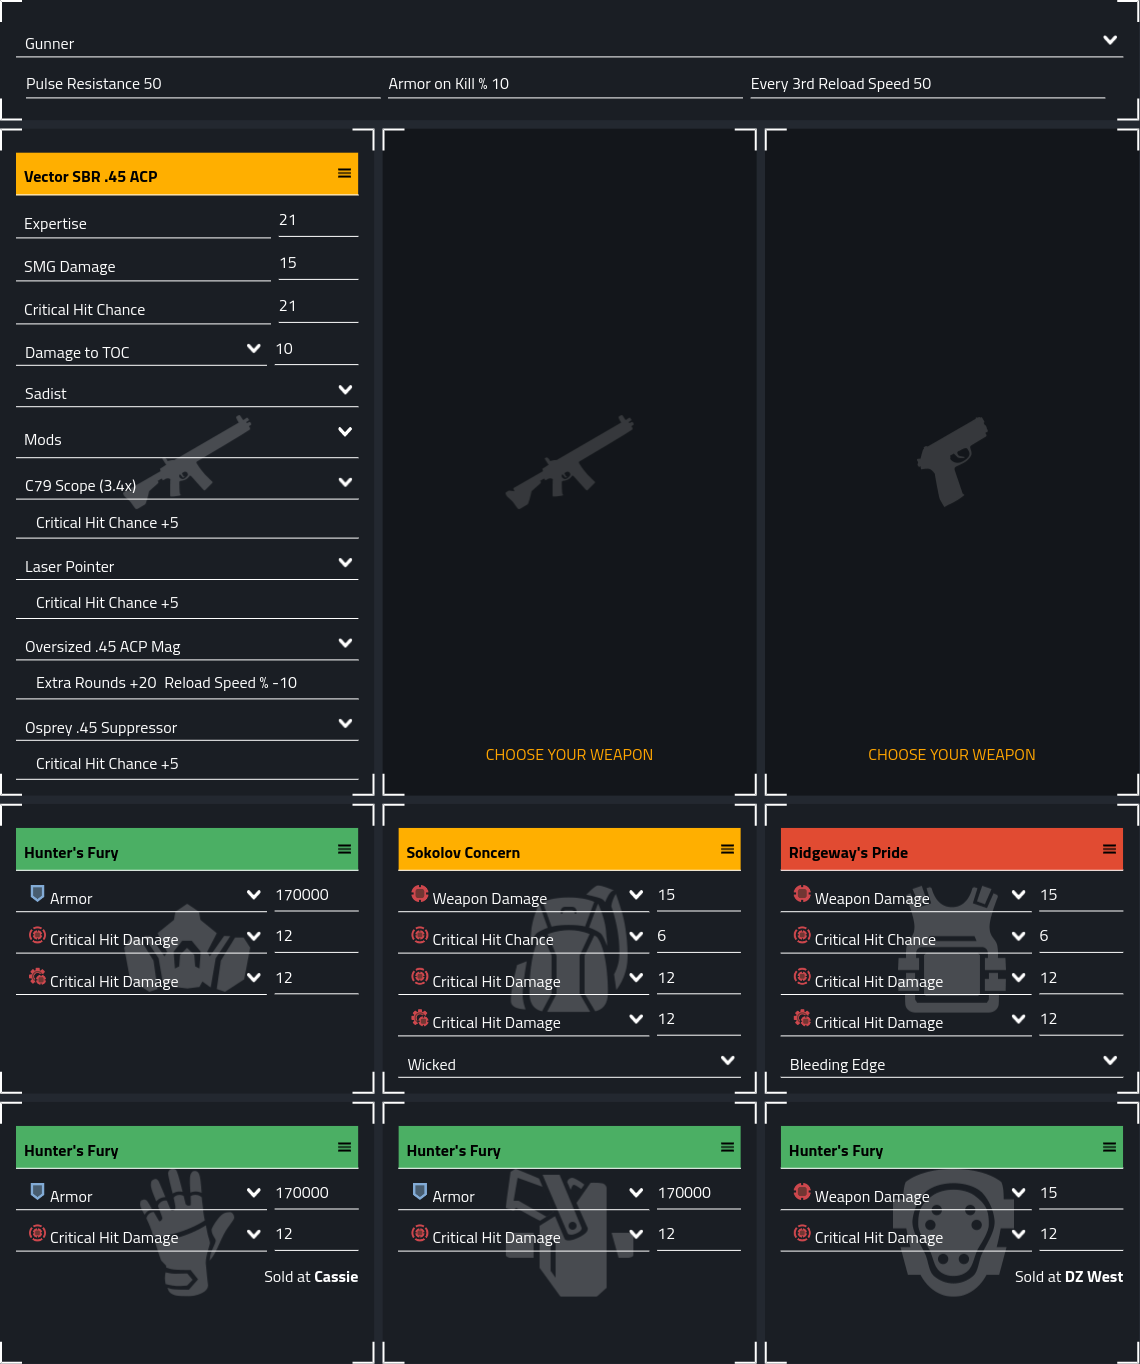 Gunner
Pulse Resistance 50 Armor on Kill % 10 Every 3rd Reload Speed 50
Vector SBR .45 ACP
Expertise 21
SMG Damage 15
Critical Hit Chance 21
Damage to TOC 10
Sadist
Mods
C79 Scope (3.4x)
Critical Hit Chance +5
Laser Pointer
Critical Hit Chance +5
Oversized .45 ACP Mag
Extra Rounds +20 Reload Speed % -10
Osprey .45 Suppressor
Critical Hit Chance +5
CHOOSE YOUR WEAPON
CHOOSE YOUR WEAPON
Hunter's Fury
Armor 170000
Critical Hit Damage 12
Critical Hit Damage 12
Sokolov Concern
Weapon Damage 15
Critical Hit Chance 6
Critical Hit Damage 12
Critical Hit Damage 12
Wicked
Ridgeway's Pride
Weapon Damage 15
Critical Hit Chance 6
Critical Hit Damage 12
Critical Hit Damage 12
Bleeding Edge
Hunter's Fury
Armor 170000
Critical Hit Damage 12
Sold at Cassie
Hunter's Fury
Armor 170000
Critical Hit Damage 12
Hunter's Fury
Weapon Damage 15
Critical Hit Damage 12
Sold at DZ West